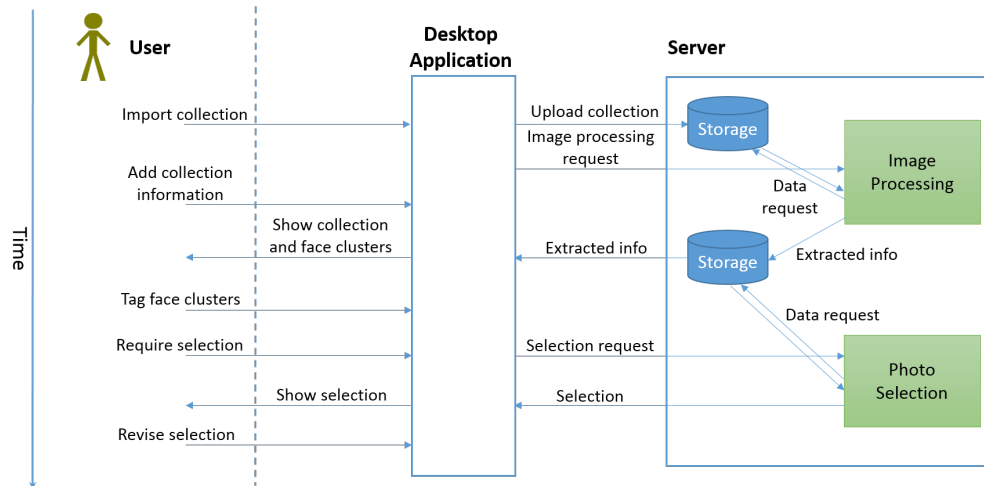 User
Desktop
Application
Server
Import collection
Upload collection
Storage
Image processing
request
Image
Processing
Add collection
information
Data
request
Time
Show collection
and face clusters
Extracted info
Storage
Extracted info
Tag face clusters
Data request
Require selection
Selection request
Photo
Selection
Show selection
Selection
Revise selection